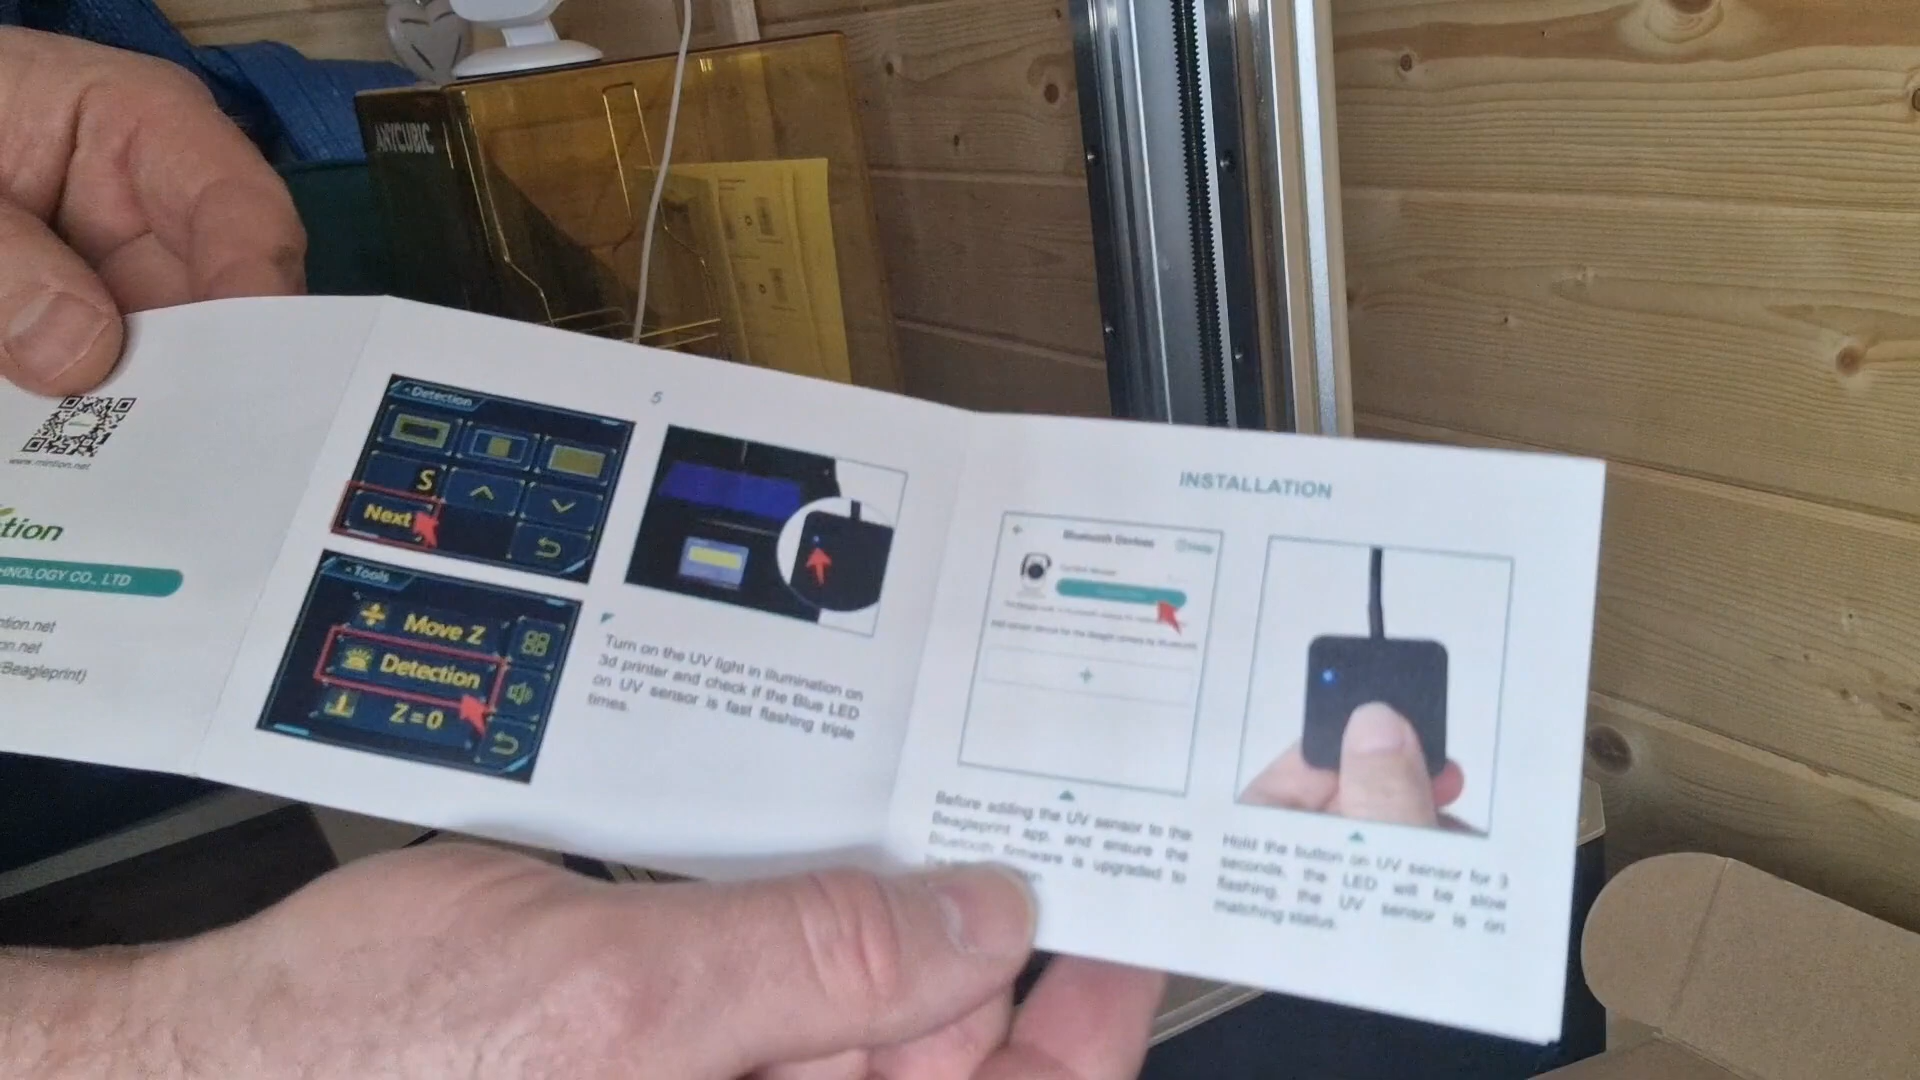 ANYCUBIC
www.mintion.net
tion
HNOLOGY CO., LTD
ntion.net
on.net
Beagleprint)
5
Detection
S
Next
Tools
Move Z
Detection
Z=0
Turn on the UV light in illumination on
3d printer and check if the Blue LED
on UV sensor is fast flashing triple
times.
INSTALLATION
Bluetooth Devices
Before adding the UV sensor to the
Beagleprint app, and ensure the
Bluetooth firmware is upgraded to
Hold the button on UV sensor for 3
seconds, the LED will be slow
flashing, the UV sensor is on
matching status.